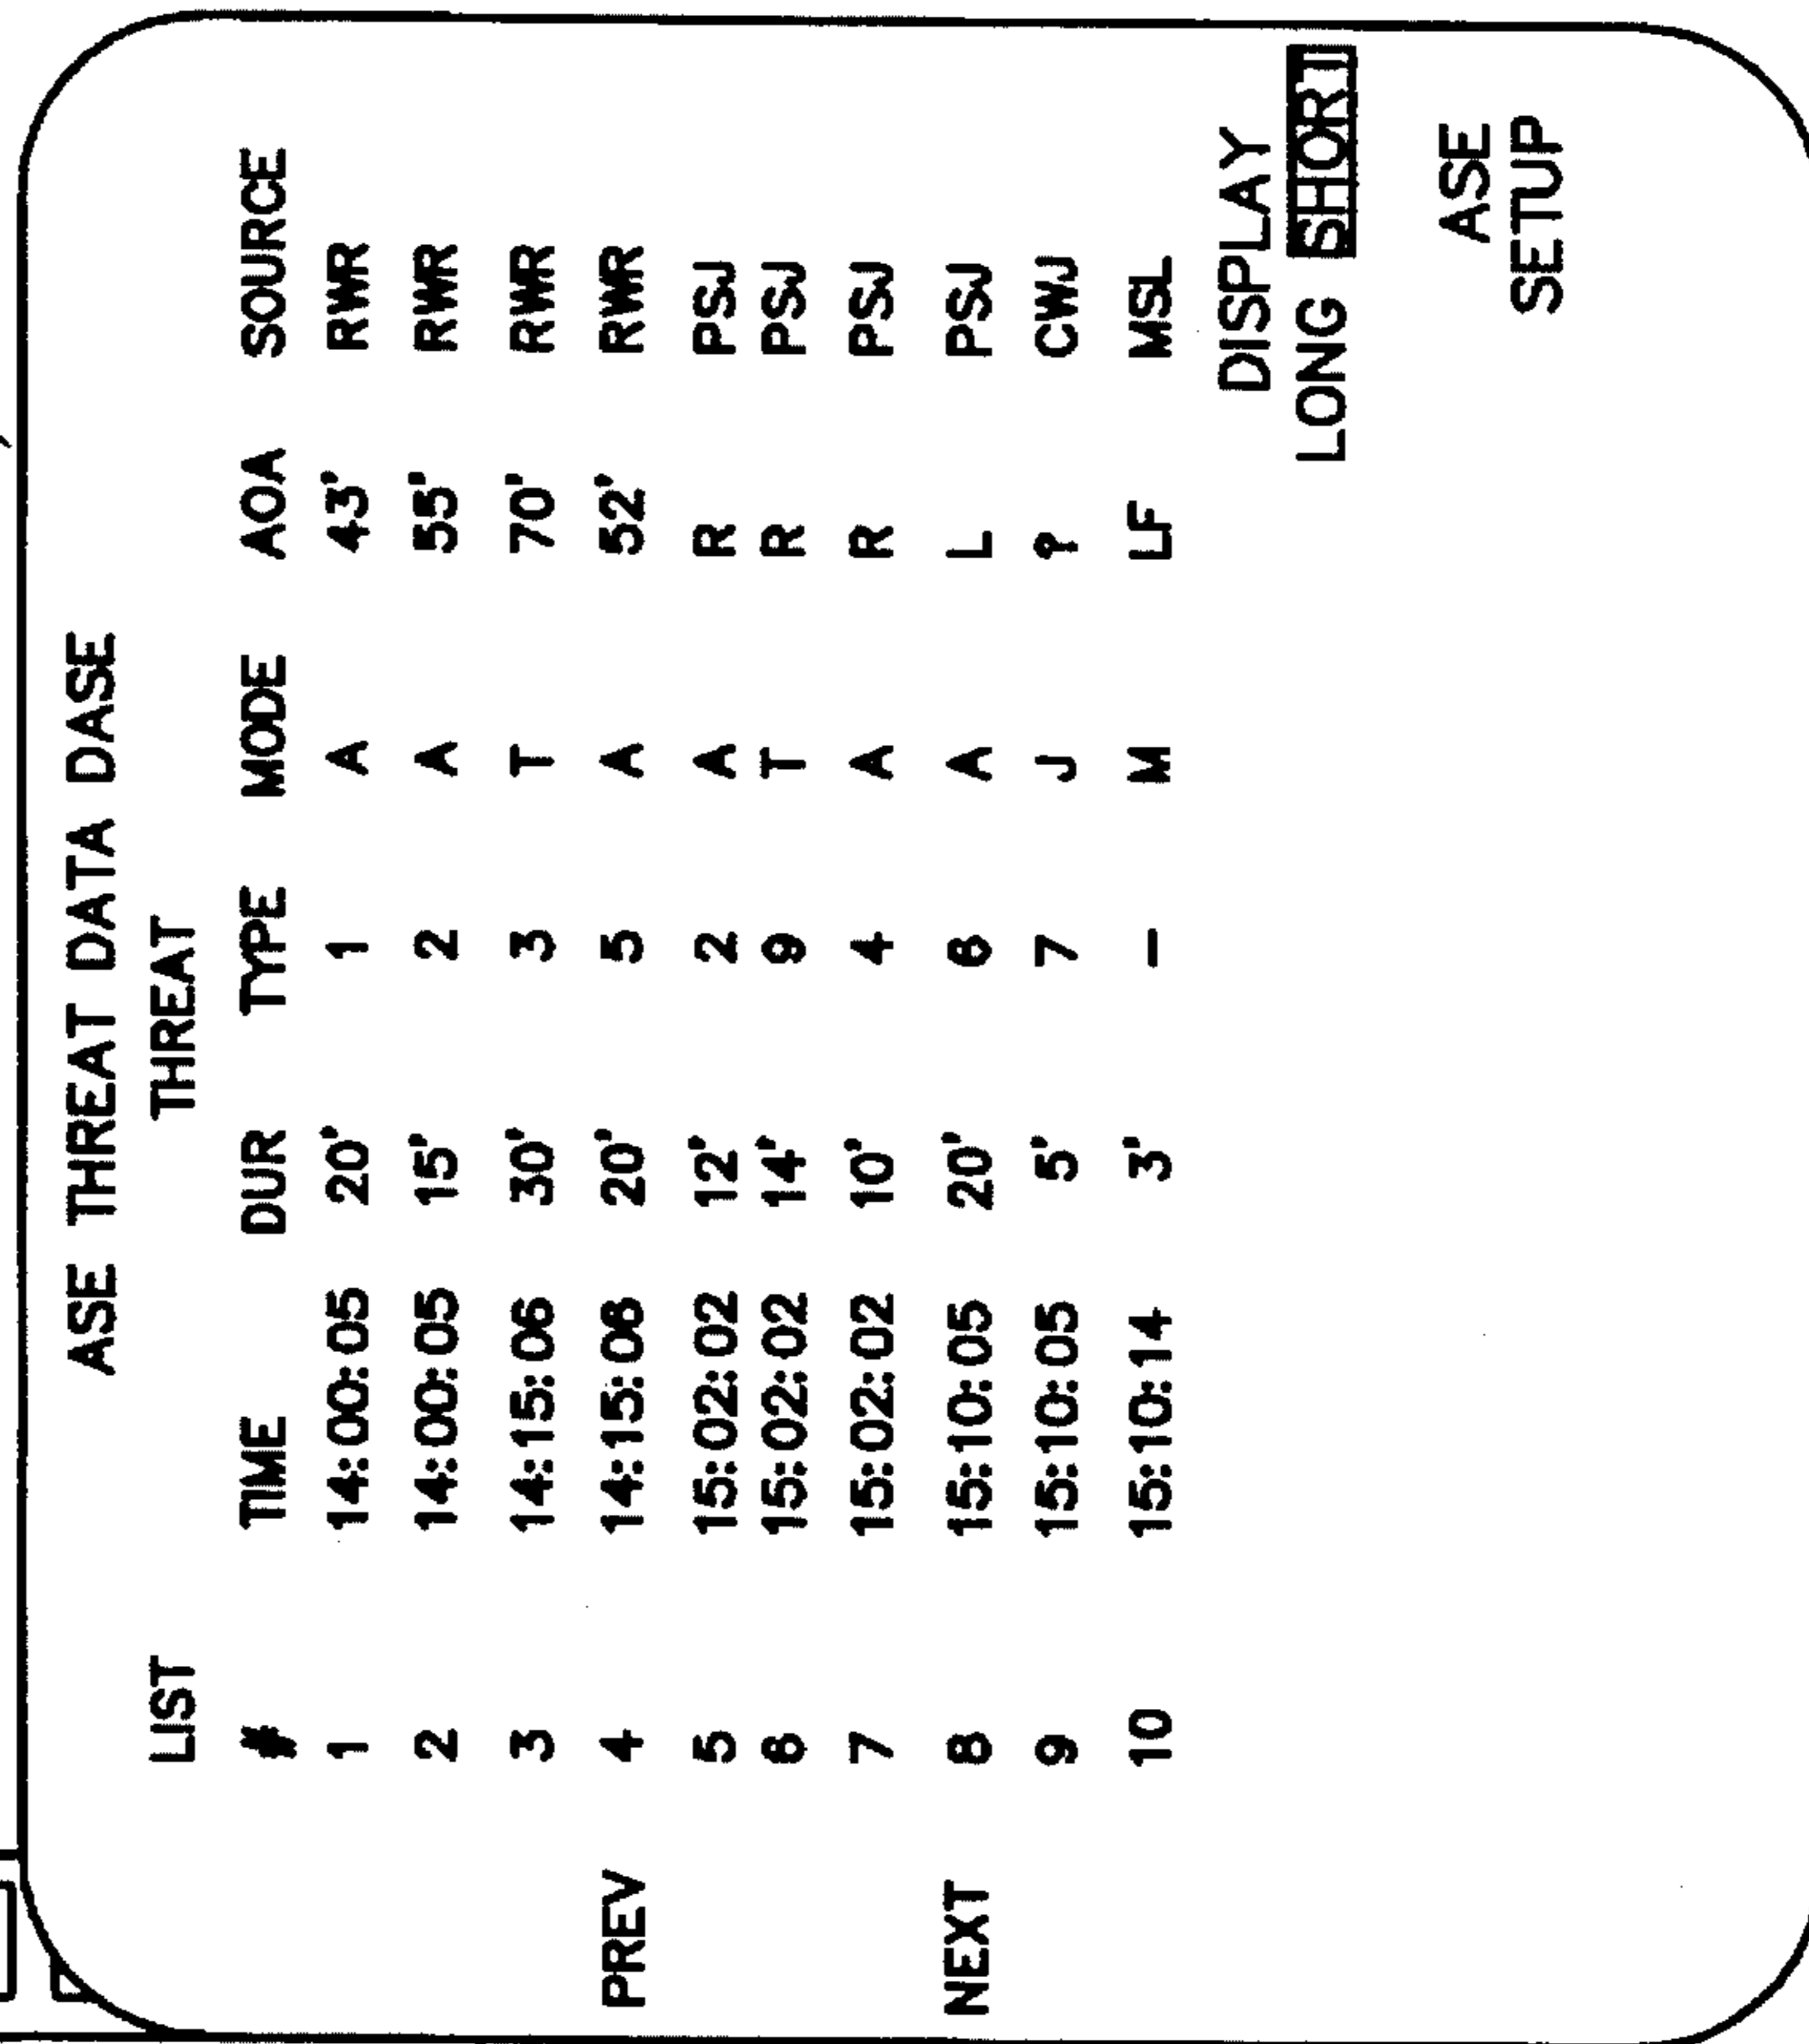 ASE THREAT DATA DASE
LIST THREAT
# TIME DUR TYPE MODE AOA SOURCE
1 14:00:05 20' 1 A 43' RWR
2 14:00:05 15' 2 A 55' RWR
3 14:15:06 30' 3 T 70' RWR
PREV 4 14:15:08 20' 5 A 52' RWR
5 15:02:02 12' 2 A R PSJ
6 15:02:02 14' 9 T R PSJ
7 15:02:02 10' 4 A R PSJ
NEXT 8 15:10:05 20' 6 A L PSJ
9 15:10:05 5' 7 J ? CWJ
10 15:10:14 3' — M LF MSL
DISPLAY
LONG SHORT
ASE
SETUP